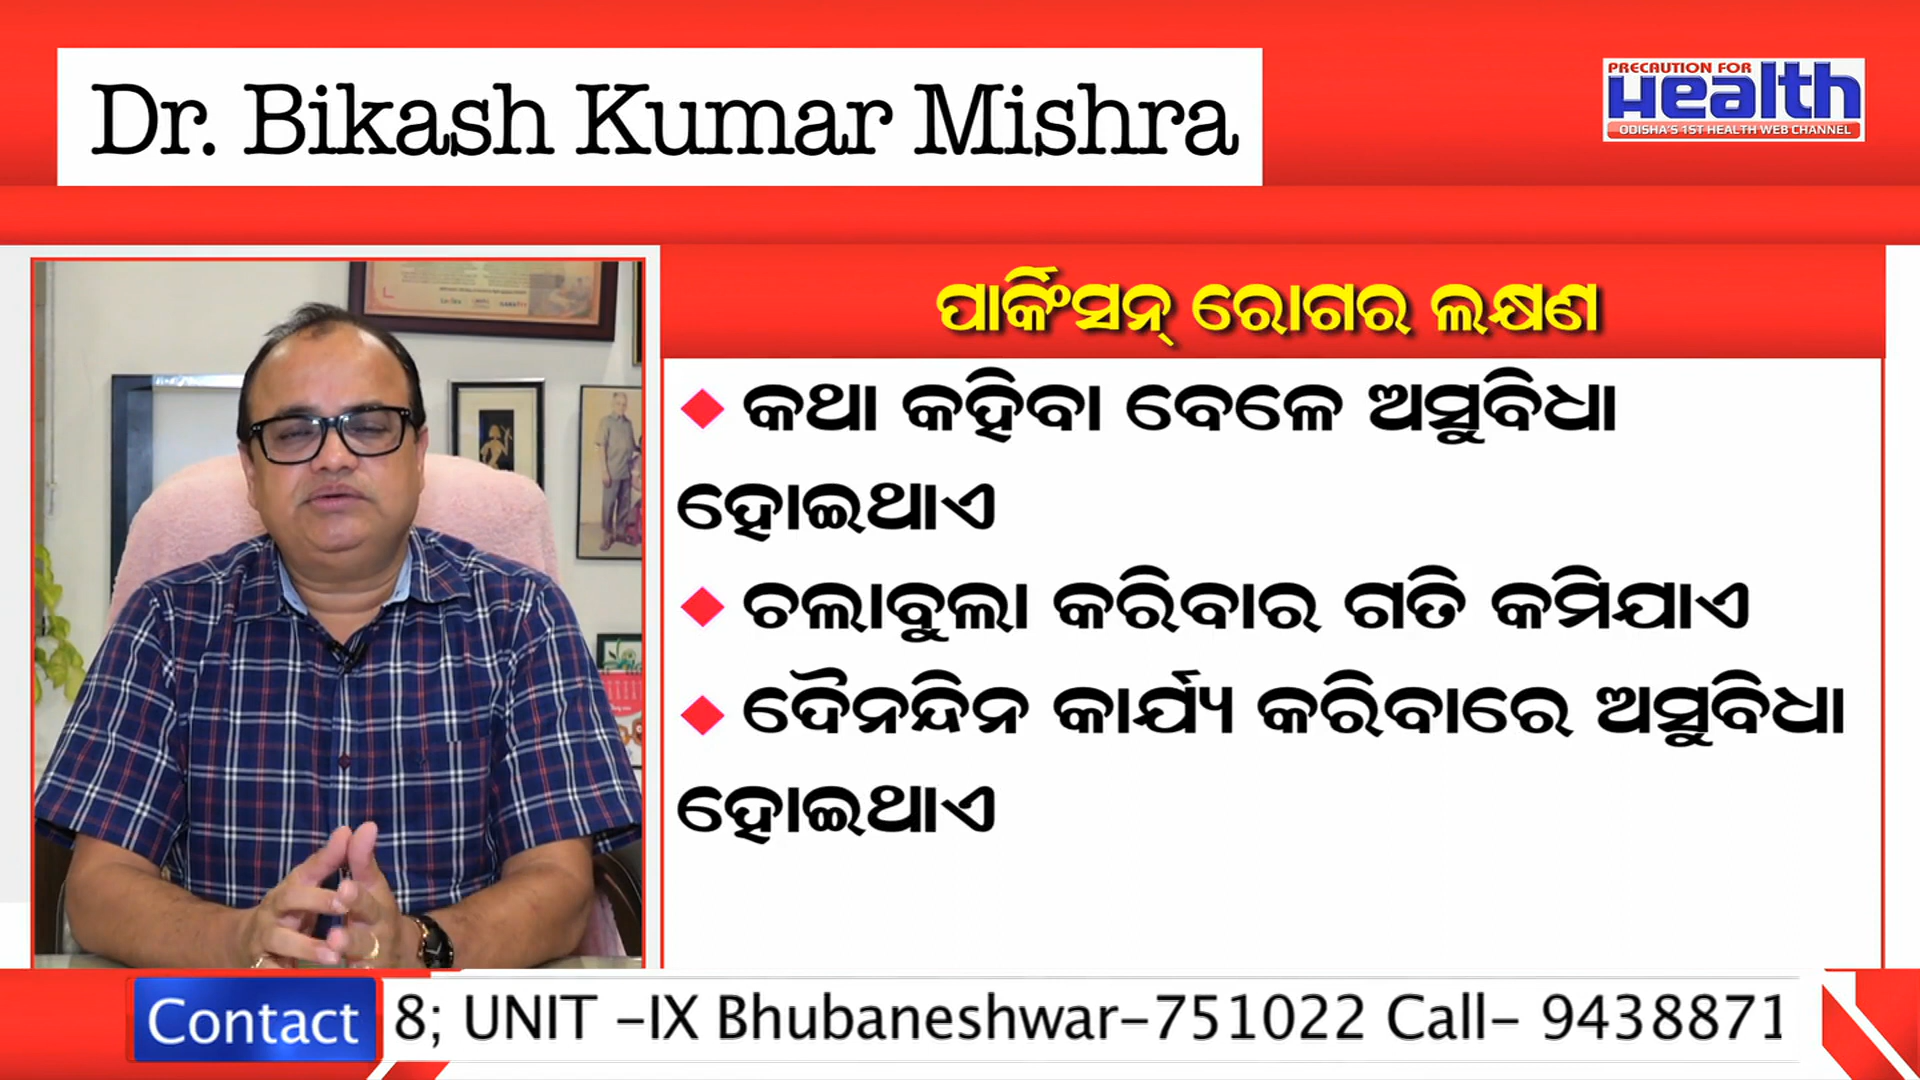 Dr. Bikash Kumar Mishra
PRECAUTION FOR
Health
ODISHA'S 1ST HEALTH WEB CHANNEL
ପାର୍କିଂସନ୍ ରୋଗର ଲକ୍ଷଣ
କଥା କହିବା ବେଳେ ଅସୁବିଧା
ହୋଇଥାଏ
ଚଲାବୁଲା କରିବାର ଗତି କମିଯାଏ
ଦୈନନ୍ଦିନ କାର୍ଯ୍ୟ କରିବାରେ ଅସୁବିଧା
ହୋଇଥାଏ
Contact 8; UNIT -IX Bhubaneshwar-751022 Call- 9438871